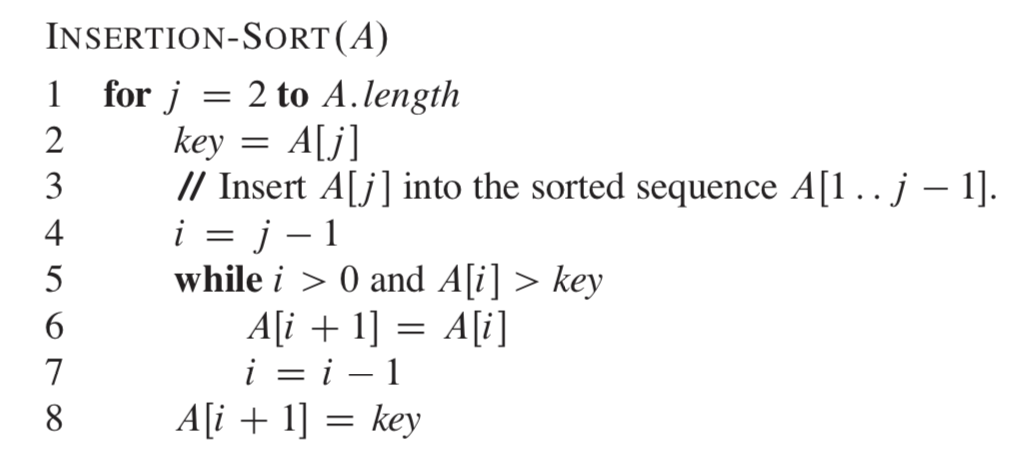 INSERTION-SORT(A)
1 for j = 2 to A.length
2 key = A[j]
3 // Insert A[j] into the sorted sequence A[1 . . j − 1].
4 i = j − 1
5 while i > 0 and A[i] > key
6 A[i + 1] = A[i]
7 i = i − 1
8 A[i + 1] = key